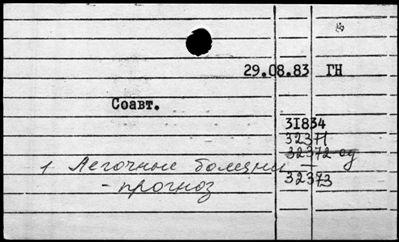 29.08.83 ГН
Соавт.
31834
32371
32372 од
1. Легочные болезни —
32373
- прогноз